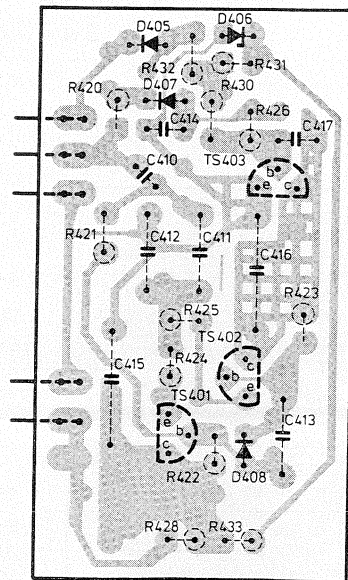 D405
D406
R432
R431
R420
D407
R430
R426
C414
C417
TS403
C410
b
e
c
R421
C412
C411
C416
R423
R425
TS402
R424
C415
c
b
e
TS401
e
b
c
C413
R422
D408
R428
R433